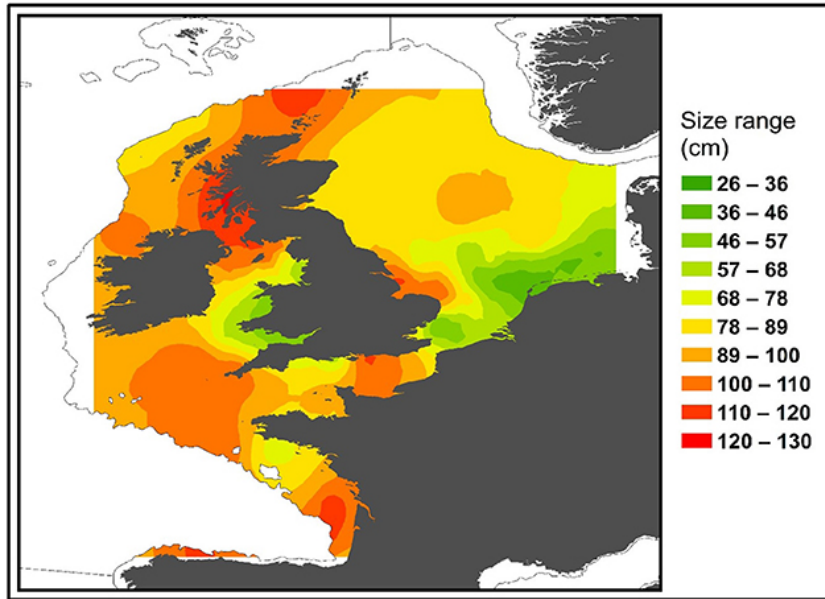 Size range
(cm)
26 – 36
36 – 46
46 – 57
57 – 68
68 – 78
78 – 89
89 – 100
100 – 110
110 – 120
120 – 130